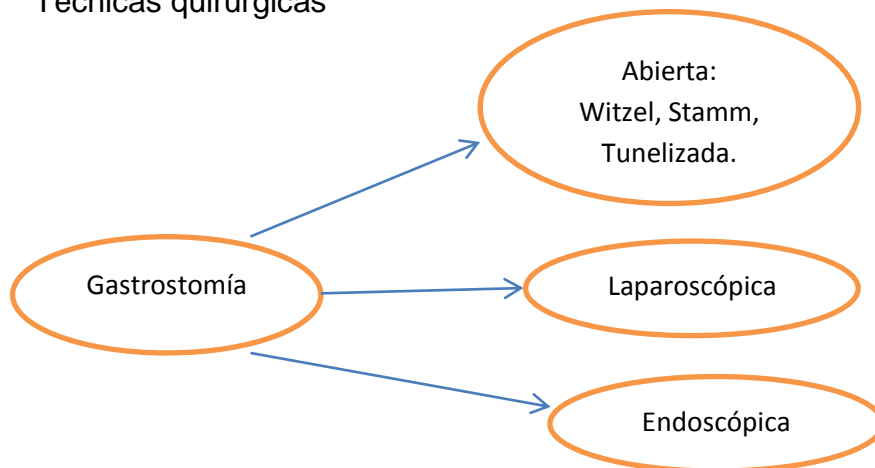 Técnicas quirúrgicas
Abierta:
Witzel, Stamm,
Tunelizada.
Gastrostomía
Laparoscópica
Endoscópica